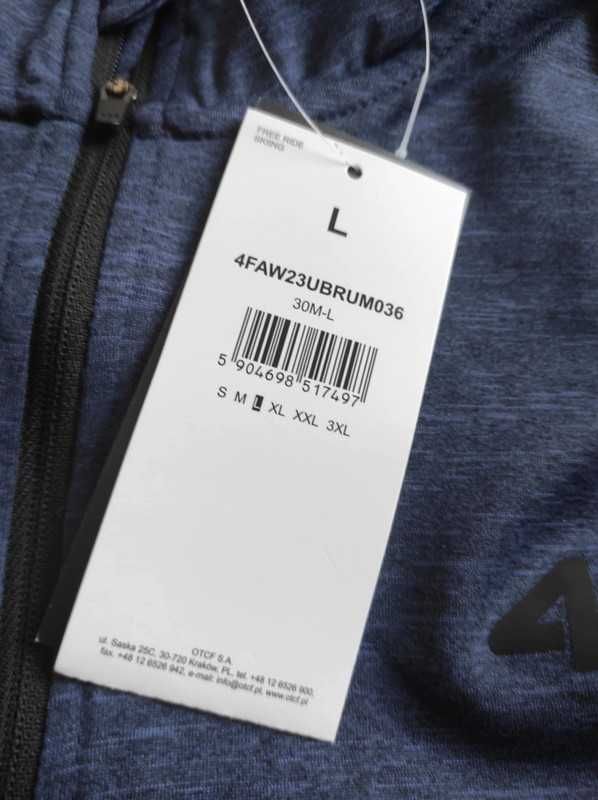 FREE RIDE
SKIING
L
4FAW23UBRUM036
30M-L
5 904698 517497
S M L XL XXL 3XL
OTCF S.A.
ul. Saska 25C, 30-720 Kraków, PL, tel. +48 12 6526 900,
fax. +48 12 6526 942, e-mail: info@otcf.pl, www.otcf.pl
4